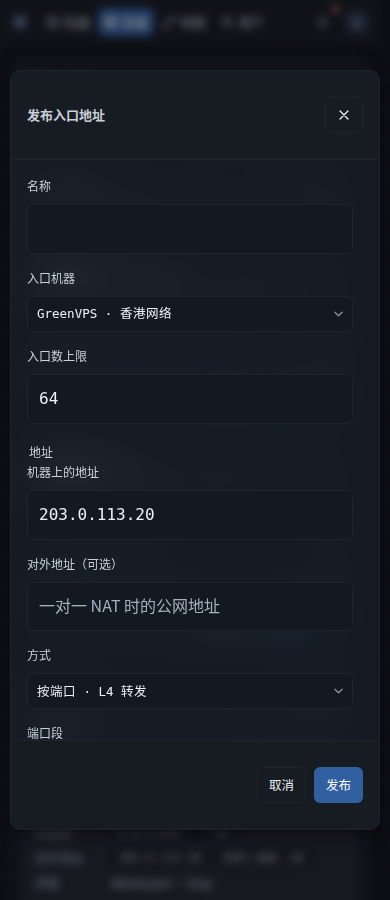 发布入口地址
名称
入口机器
GreenVPS · 香港网络
入口数上限
64
地址
机器上的地址
203.0.113.20
对外地址（可选）
一对一 NAT 时的公网地址
方式
按端口 · L4 转发
端口段
取消
发布